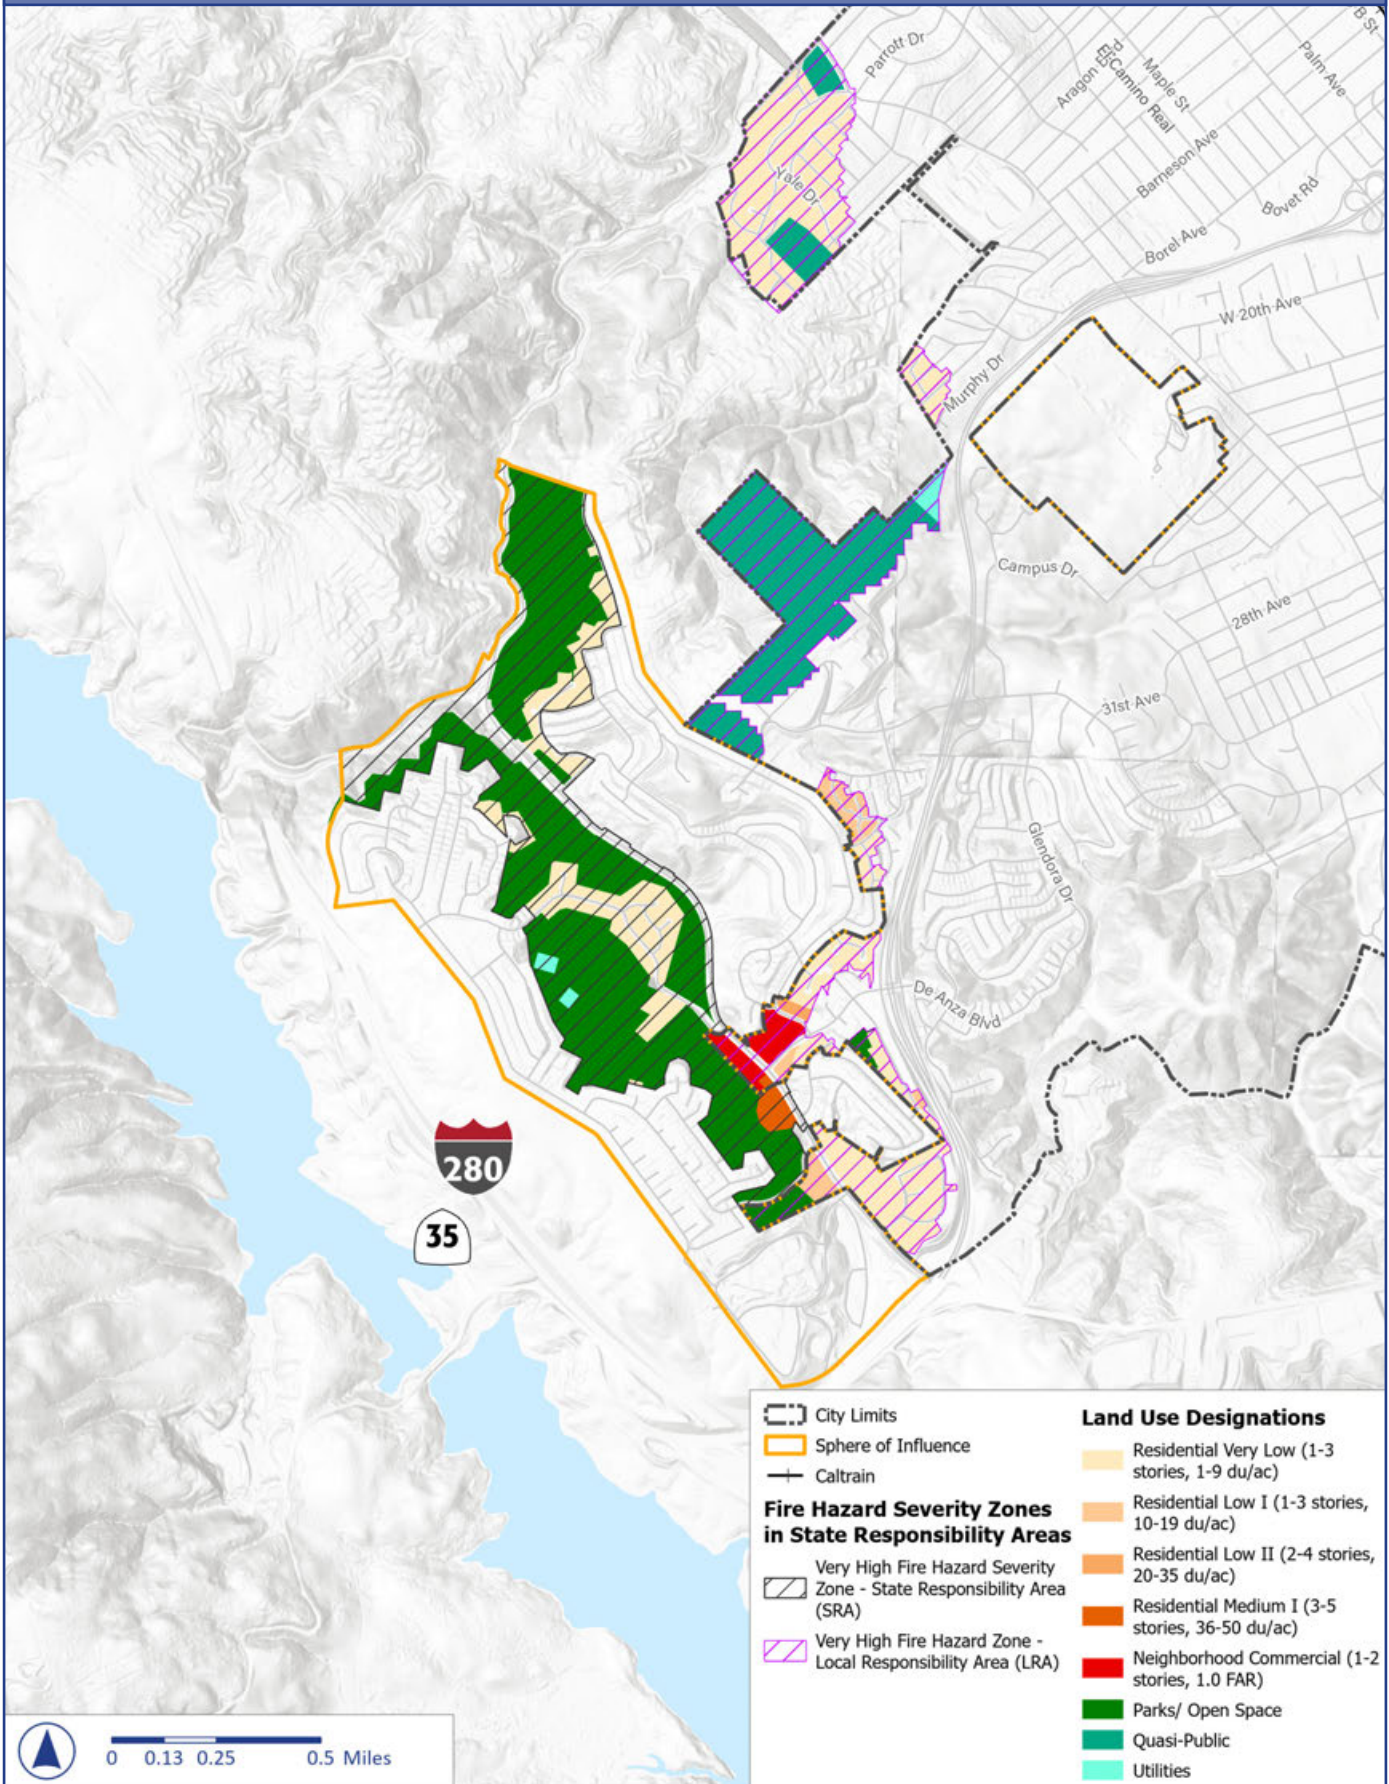 B St
Parrott Dr
Palm Ave
Aragon Blvd
El Camino Real
Maple St
Barneson Ave
Yale Dr
Bovet Rd
Borel Ave
W 20th Ave
Murphy Dr
Campus Dr
28th Ave
31st Ave
Glendora Dr
De Anza Blvd
280
35
City Limits
Sphere of Influence
Caltrain
Fire Hazard Severity Zones
in State Responsibility Areas
Very High Fire Hazard Severity
Zone - State Responsibility Area
(SRA)
Very High Fire Hazard Zone -
Local Responsibility Area (LRA)
Land Use Designations
Residential Very Low (1-3
stories, 1-9 du/ac)
Residential Low I (1-3 stories,
10-19 du/ac)
Residential Low II (2-4 stories,
20-35 du/ac)
Residential Medium I (3-5
stories, 36-50 du/ac)
Neighborhood Commercial (1-2
stories, 1.0 FAR)
Parks/ Open Space
Quasi-Public
Utilities
0 0.13 0.25 0.5 Miles